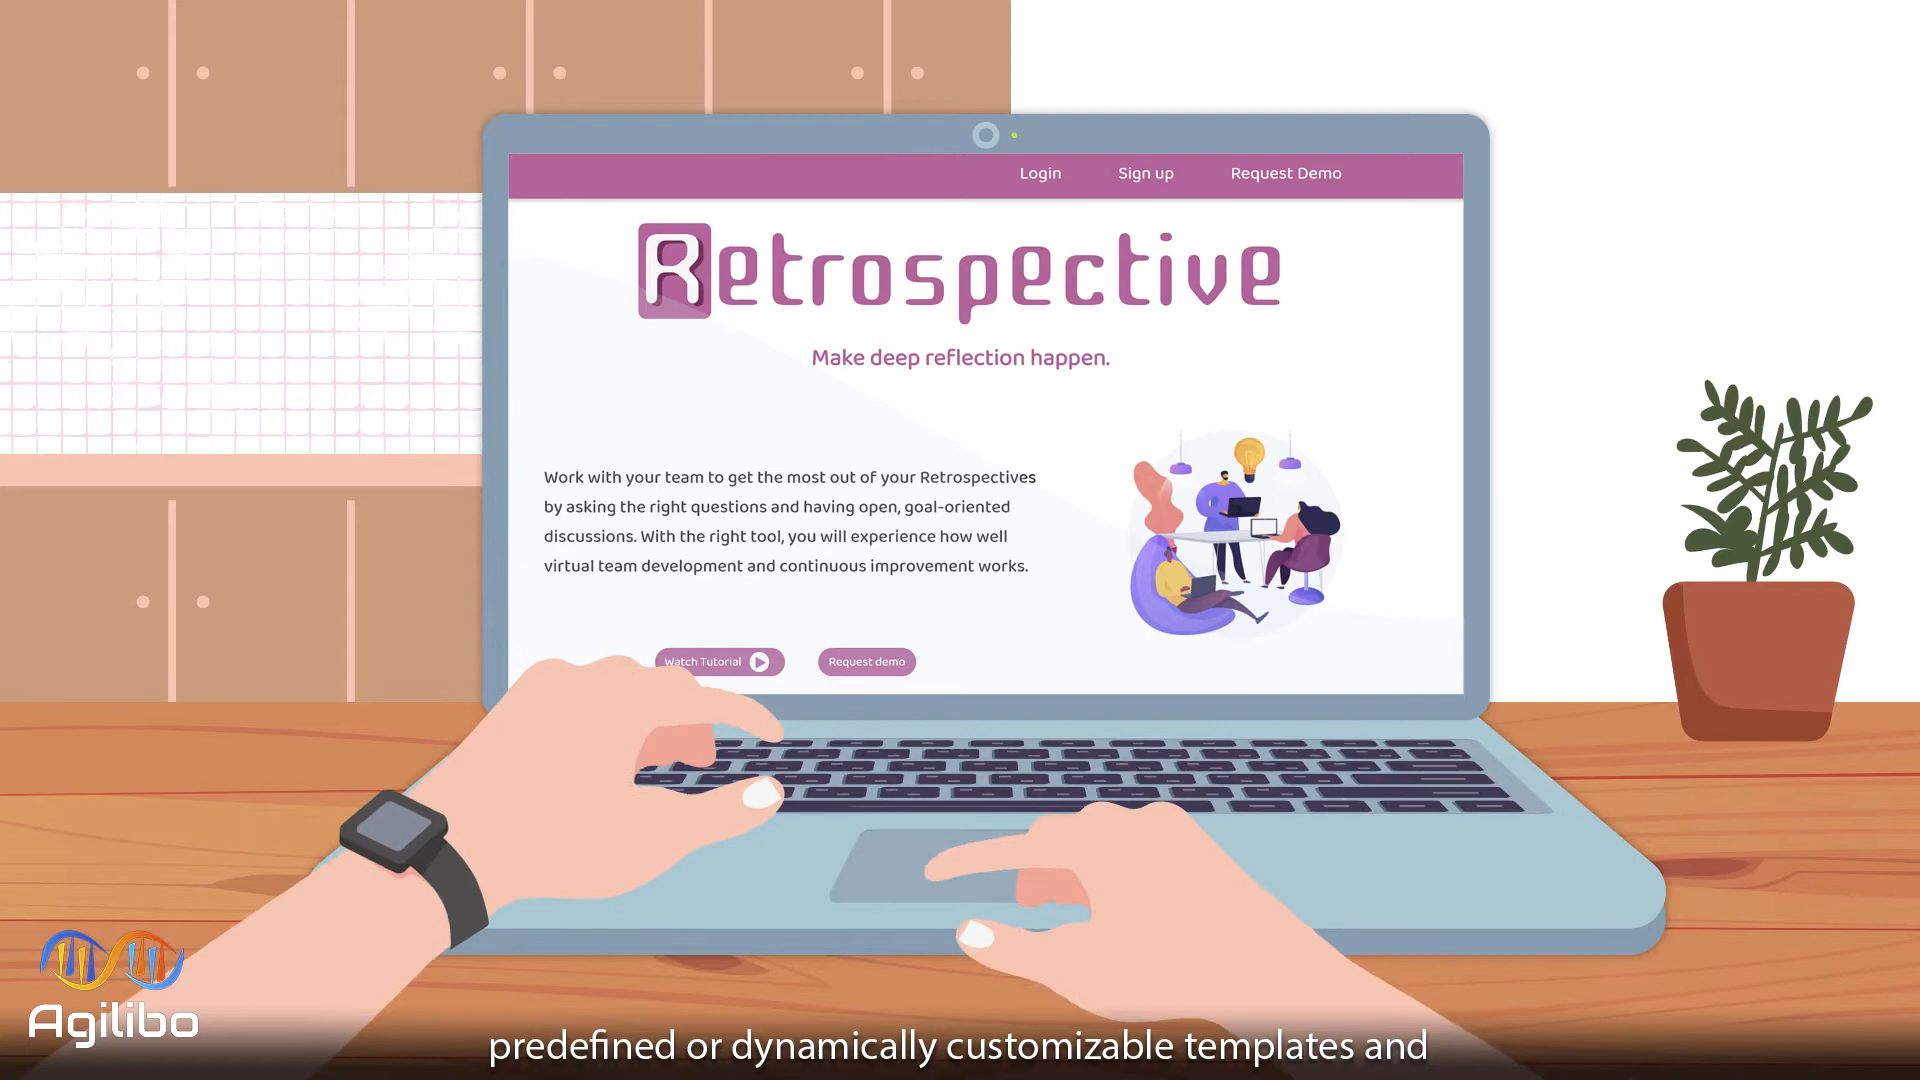 Login Sign up Request Demo
Retrospective
Make deep reflection happen.
Work with your team to get the most out of your Retrospectives
by asking the right questions and having open, goal-oriented
discussions. With the right tool, you will experience how well
virtual team development and continuous improvement works.
Watch Tutorial Request demo
Agilibo
predefined or dynamically customizable templates and